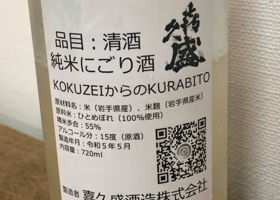 品目：清酒
純米にごり酒
喜久盛
KOKUZEIからのKURABITO
原材料名：米（岩手県産）、米麹（岩手県産）
原料米：ひとめぼれ（100%使用）
精米歩合：55%
アルコール分：15度（原酒）
製造年月：令和5年5月
内容量：720ml
製造者 喜久盛酒造株式会社